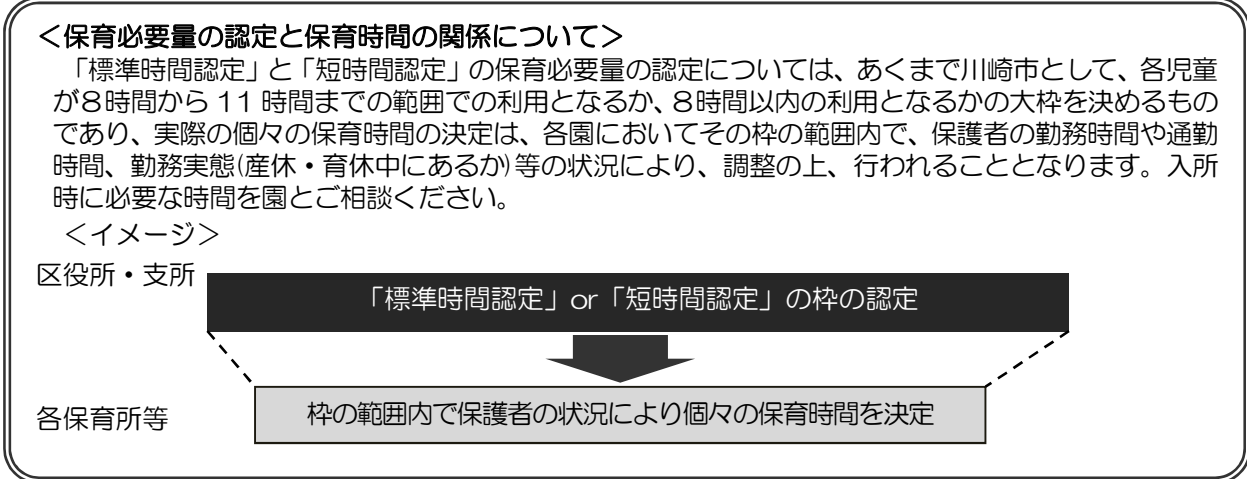 ＜保育必要量の認定と保育時間の関係について＞
「標準時間認定」と「短時間認定」の保育必要量の認定については、あくまで川崎市として、各児童
が８時間から 11 時間までの範囲での利用となるか、８時間以内の利用となるかの大枠を決めるもの
であり、実際の個々の保育時間の決定は、各園においてその枠の範囲内で、保護者の勤務時間や通勤
時間、勤務実態(産休・育休中にあるか)等の状況により、調整の上、行われることとなります。入所
時に必要な時間を園とご相談ください。
＜イメージ＞
区役所・支所
「標準時間認定」or「短時間認定」の枠の認定
各保育所等
枠の範囲内で保護者の状況により個々の保育時間を決定